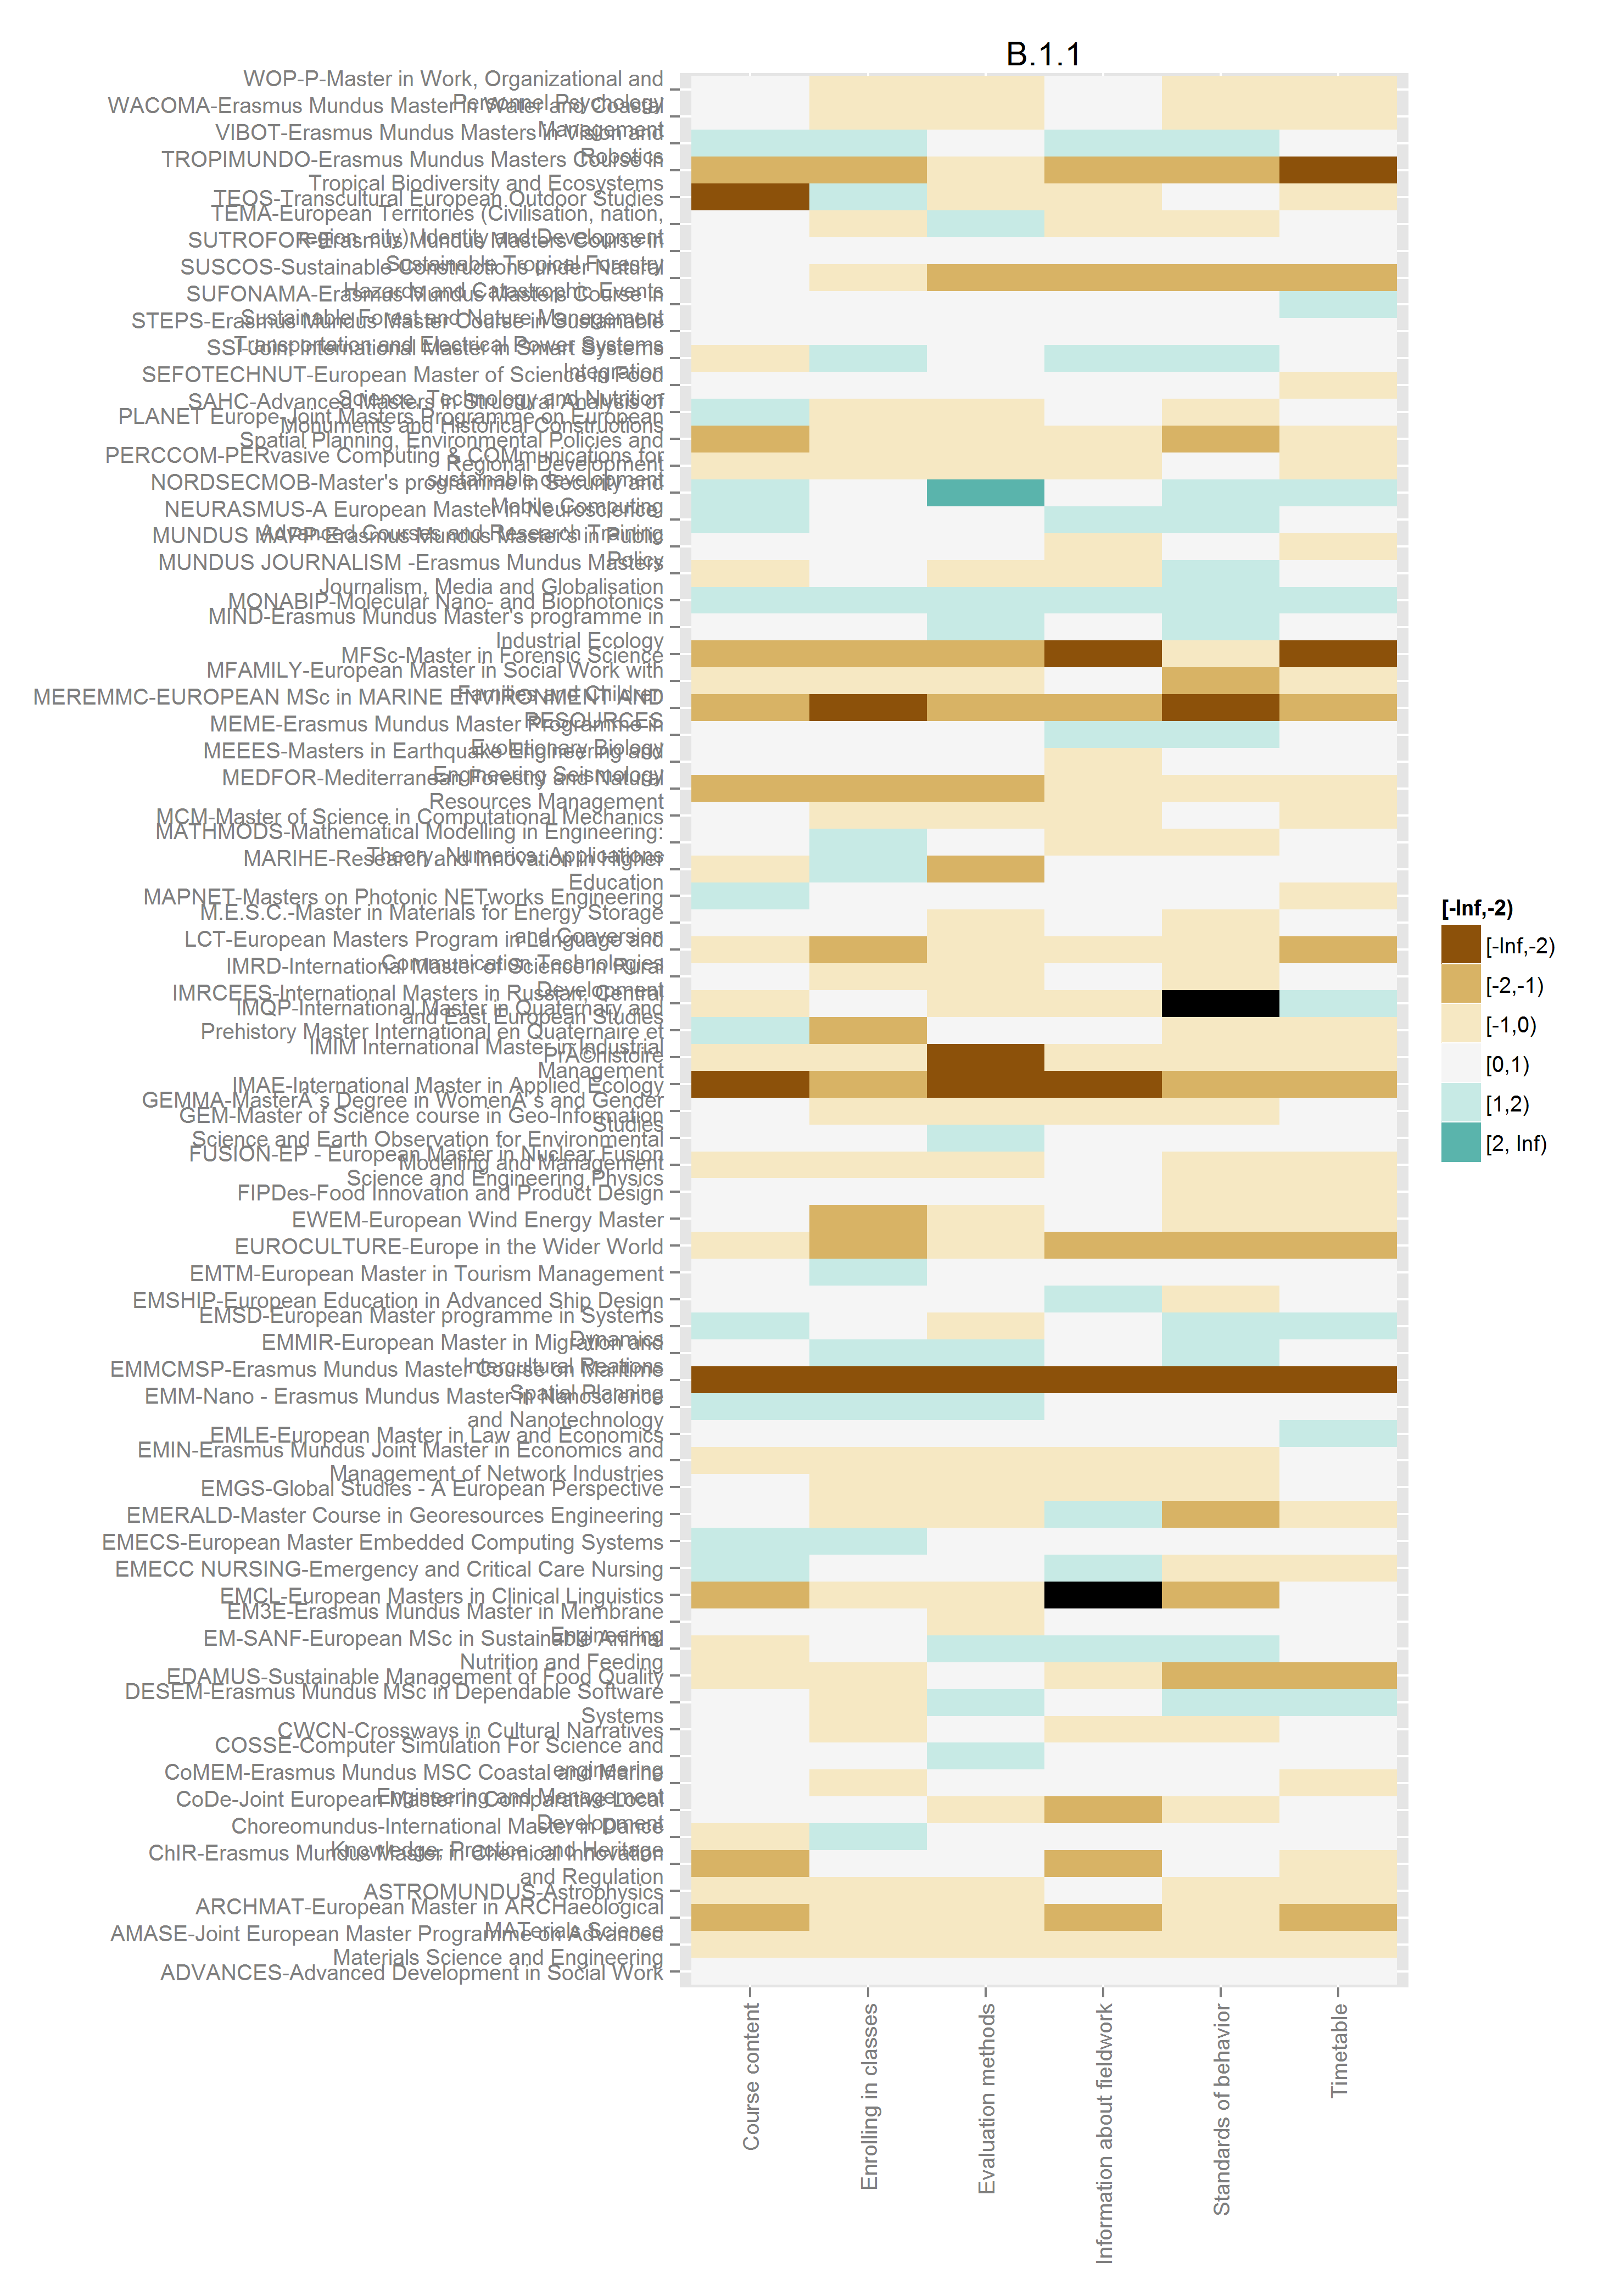 B.1.1
WOP-P-Master in Work, Organizational and
Personnel Psychology
WACOMA-Erasmus Mundus Master in Water and Coastal
Management
VIBOT-Erasmus Mundus Masters in Vision and
Robotics
TROPIMUNDO-Erasmus Mundus Masters Course in
Tropical Biodiversity and Ecosystems
TEOS-Transcultural European Outdoor Studies
TEMA-European Territories (Civilisation, nation,
region, city), Identity and Development
SUTROFOR-Erasmus Mundus Masters Course in
Sustainable Tropical Forestry
SUSCOS-Sustainable Constructions under Natural
Hazards and Catastrophic Events
SUFONAMA-Erasmus Mundus Masters Course in
Sustainable Forest and Nature Management
STEPS-Erasmus Mundus Master Course in Sustainable
Transportation and Electrical Power Systems
SSI-Joint International Master in Smart Systems
Integration
SEFOTECHNUT-European Master of Science in Food
Science, Technology and Nutrition
SAHC-Advanced Masters in Structural Analysis of
Monuments and Historical Constructions
PLANET Europe-Joint Masters Programme on European
Spatial Planning, Environmental Policies and
Regional Development
PERCCOM-PERvasive Computing & COMmunications for
sustainable development
NORDSECMOB-Master's programme in Security and
Mobile Computing
NEURASMUS-A European Master in Neuroscience:
Advanced Courses and Research Training
MUNDUS MAPP-Erasmus Mundus Master's in Public
Policy
MUNDUS JOURNALISM -Erasmus Mundus Masters
Journalism, Media and Globalisation
MONABIP-Molecular Nano- and Biophotonics
MIND-Erasmus Mundus Master's programme in
Industrial Ecology
MFSc-Master in Forensic Science
MFAMILY-European Master in Social Work with
Families and Children
MEREMMC-EUROPEAN MSc in MARINE ENVIRONMENT AND
RESOURCES
MEME-Erasmus Mundus Master Programme in
Evolutionary Biology
MEEES-Masters in Earthquake Engineering and
Engineering Seismology
MEDFOR-Mediterranean Forestry and Natural
Resources Management
MCM-Master of Science in Computational Mechanics
MATHMODS-Mathematical Modelling in Engineering:
Theory, Numerics, Applications
MARIHE-Research and Innovation in Higher
Education
MAPNET-Masters on Photonic NETworks Engineering
M.E.S.C.-Master in Materials for Energy Storage
and Conversion
LCT-European Masters Program in Language and
Communication Technologies
IMRD-International Master of Science in Rural
Development
IMRCEES-International Masters in Russian, Central
and East European Studies
IMQP-International Master in Quaternary and
Prehistory Master International en Quaternaire et
PrÃ©histoire
IMIM International Master in Industrial
Management
IMAE-International Master in Applied Ecology
GEMMA-MasterÂ´s Degree in WomenÂ´s and Gender
Studies
GEM-Master of Science course in Geo-Information
Science and Earth Observation for Environmental
Modelling and Management
FUSION-EP - European Master in Nuclear Fusion
Science and Engineering Physics
FIPDes-Food Innovation and Product Design
EWEM-European Wind Energy Master
EUROCULTURE-Europe in the Wider World
EMTM-European Master in Tourism Management
EMSHIP-European Education in Advanced Ship Design
EMSD-European Master programme in Systems
Dynamics
EMMIR-European Master in Migration and
Intercultural Reations
EMMCMSP-Erasmus Mundus Master Course on Maritime
Spatial Planning
EMM-Nano - Erasmus Mundus Master in Nanoscience
and Nanotechnology
EMLE-European Master in Law and Economics
EMIN-Erasmus Mundus Joint Master in Economics and
Management of Network Industries
EMGS-Global Studies - A European Perspective
EMERALD-Master Course in Georesources Engineering
EMECS-European Master Embedded Computing Systems
EMECC NURSING-Emergency and Critical Care Nursing
EMCL-European Masters in Clinical Linguistics
EM3E-Erasmus Mundus Master in Membrane
Engineering
EM-SANF-European MSc in Sustainable Animal
Nutrition and Feeding
EDAMUS-Sustainable Management of Food Quality
DESEM-Erasmus Mundus MSc in Dependable Software
Systems
CWCN-Crossways in Cultural Narratives
COSSE-Computer Simulation For Science and
engineering
CoMEM-Erasmus Mundus MSC Coastal and Marine
Engineering and Management
CoDe-Joint European Master in Comparative Local
Development
Choreomundus-International Master in Dance
Knowledge, Practice, and Heritage
ChIR-Erasmus Mundus Master in Chemical Innovation
and Regulation
ASTROMUNDUS-Astrophysics
ARCHMAT-European Master in ARCHaeological
MATerials Science
AMASE-Joint European Master Programme on Advanced
Materials Science and Engineering
ADVANCES-Advanced Development in Social Work
Course content
Enrolling in classes
Evaluation methods
Information about fieldwork
Standards of behavior
Timetable
[-Inf,-2)
[-Inf,-2)
[-2,-1)
[-1,0)
[0,1)
[1,2)
[2, Inf)